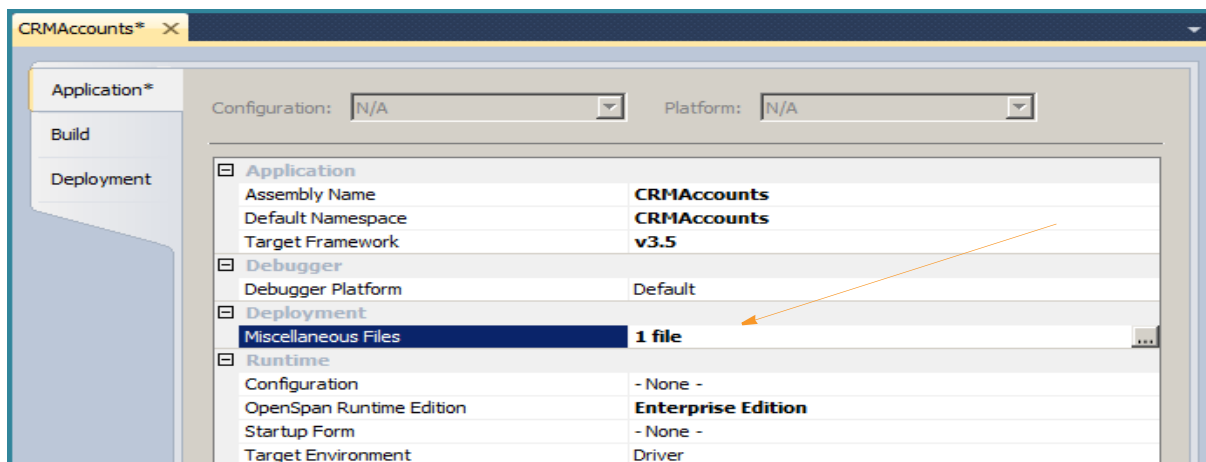 CRMAccounts*
Application*
Build
Deployment
Configuration: N/A Platform: N/A
Application
Assembly Name CRMAccounts
Default Namespace CRMAccounts
Target Framework v3.5
Debugger
Debugger Platform Default
Deployment
Miscellaneous Files 1 file ...
Runtime
Configuration - None -
OpenSpan Runtime Edition Enterprise Edition
Startup Form - None -
Target Environment Driver